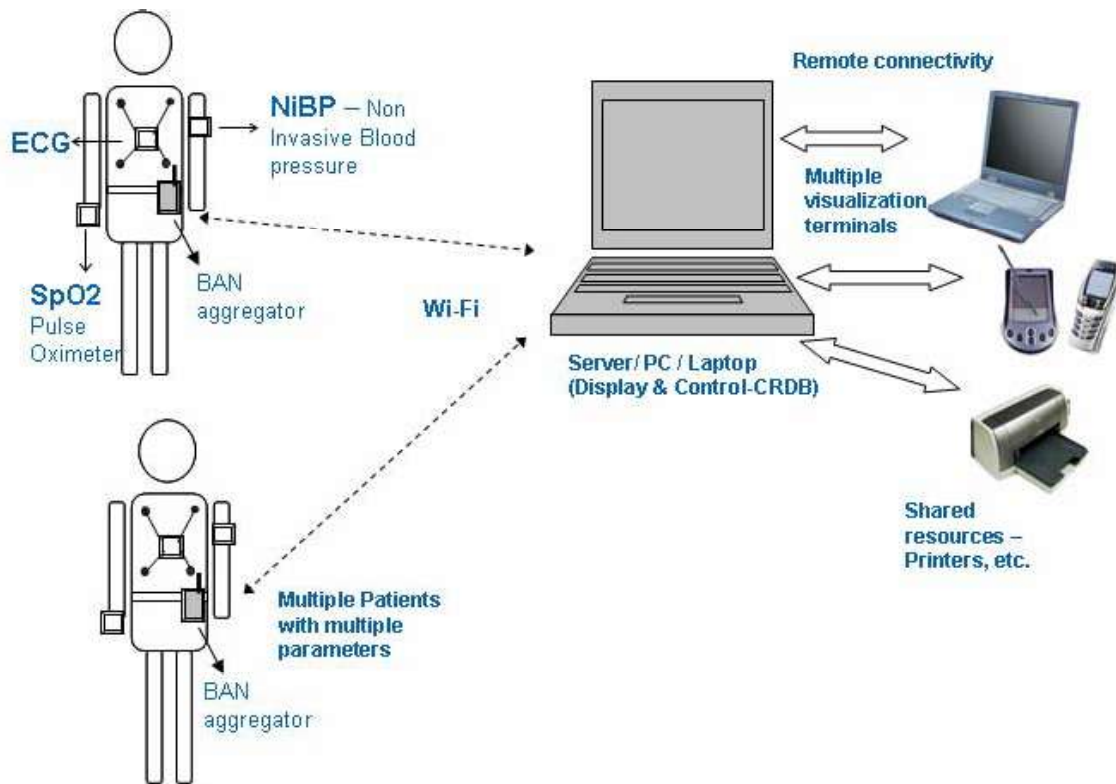 Remote connectivity
ECG
NiBP – Non
Invasive Blood
pressure
Multiple
visualization
terminals
SpO2
Pulse
Oximeter
BAN
aggregator
Wi-Fi
Server/ PC / Laptop
(Display & Control-CRDB)
Shared
resources –
Printers, etc.
Multiple Patients
with multiple
parameters
BAN
aggregator